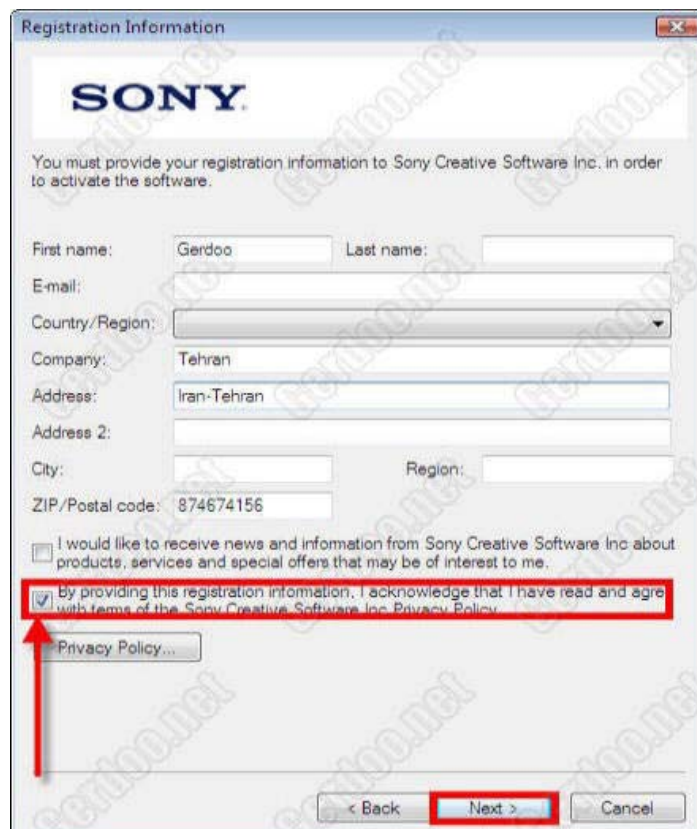 Registration Information
SONY
You must provide your registration information to Sony Creative Software Inc. in order
to activate the software.
First name: Gerdoo Last name:
E-mail:
Country/Region:
Company: Tehran
Address: Iran-Tehran
Address 2:
City: Region:
ZIP/Postal code: 874674156
I would like to receive news and information from Sony Creative Software Inc about
products, services and special offers that may be of interest to me.
By providing this registration information, I acknowledge that I have read and agree
with terms of the Sony Creative Software Inc Privacy Policy.
Privacy Policy...
< Back Next > Cancel
Gerdoo.net